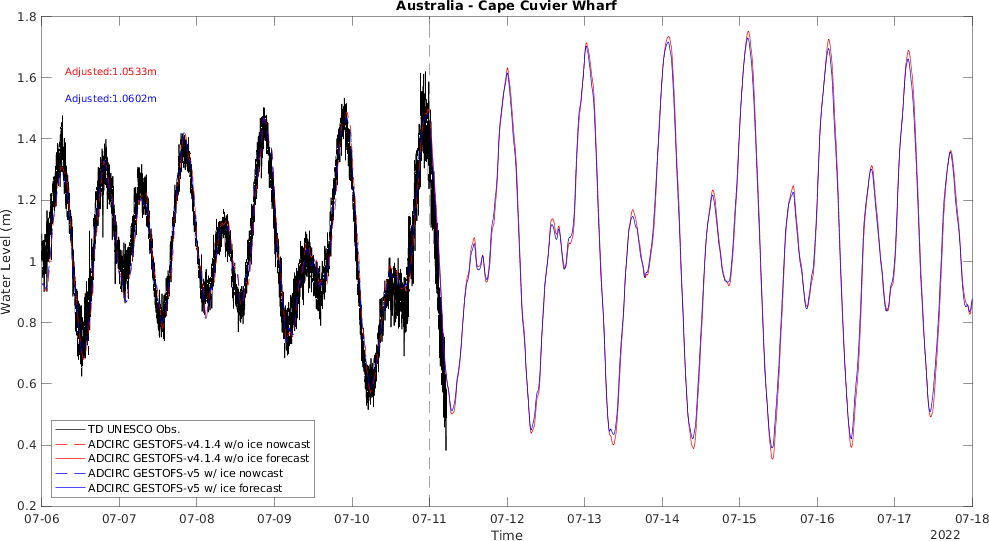 Australia - Cape Cuvier Wharf
Adjusted:1.0533m
Adjusted:1.0602m
1.8
1.6
1.4
1.2
1
0.8
0.6
0.4
0.2
Water Level (m)
TD UNESCO Obs.
ADCIRC GESTOFS-v4.1.4 w/o ice nowcast
ADCIRC GESTOFS-v4.1.4 w/o ice forecast
ADCIRC GESTOFS-v5 w/ ice nowcast
ADCIRC GESTOFS-v5 w/ ice forecast
07-06 07-07 07-08 07-09 07-10 07-11 07-12 07-13 07-14 07-15 07-16 07-17 07-18
Time
2022